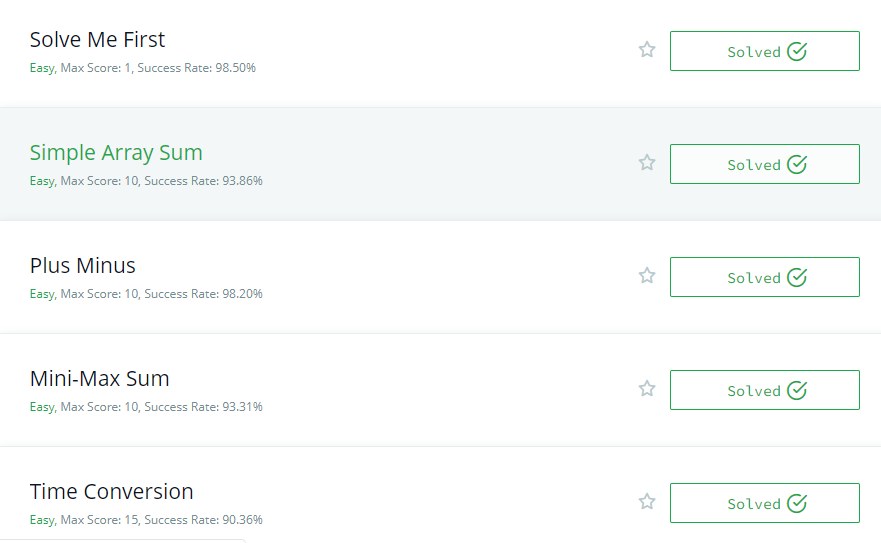 Solve Me First
Easy, Max Score: 1, Success Rate: 98.50%
Solved
Simple Array Sum
Easy, Max Score: 10, Success Rate: 93.86%
Solved
Plus Minus
Easy, Max Score: 10, Success Rate: 98.20%
Solved
Mini-Max Sum
Easy, Max Score: 10, Success Rate: 93.31%
Solved
Time Conversion
Easy, Max Score: 15, Success Rate: 90.36%
Solved